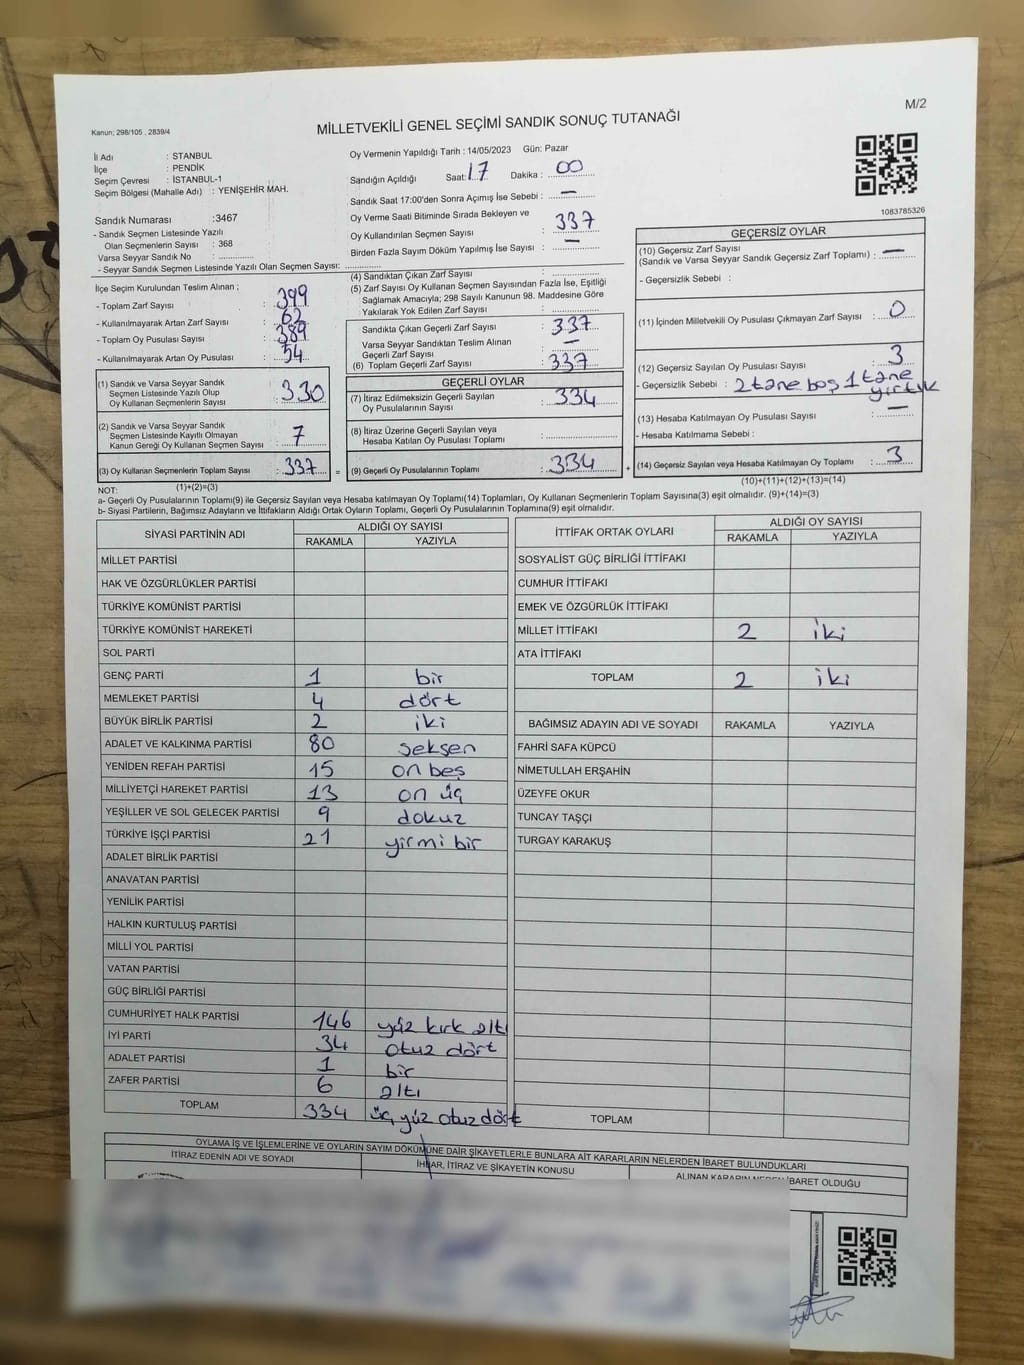 M/2
Kanun; 298/105 , 2839/4
MİLLETVEKİLİ GENEL SEÇİMİ SANDIK SONUÇ TUTANAĞI
İl Adı : STANBUL
İlçe : PENDİK
Seçim Çevresi : İSTANBUL-1
Seçim Bölgesi (Mahalle Adı) : YENİŞEHİR MAH.
Oy Vermenin Yapıldığı Tarih : 14/05/2023 Gün: Pazar
Sandığın Açıldığı Saat: 17 Dakika : 00
Sandık Saat 17:00'den Sonra Açımış İse Sebebi : —
Sandık Numarası :3467
- Sandık Seçmen Listesinde Yazılı
Olan Seçmenlerin Sayısı : 368
Varsa Seyyar Sandık No :
- Seyyar Sandık Seçmen Listesinde Yazılı Olan Seçmen Sayısı:
Oy Verme Saati Bitiminde Sırada Bekleyen ve
Oy Kullandırılan Seçmen Sayısı : 337
Birden Fazla Sayım Döküm Yapılmış İse Sayısı : —
1083785326
İlçe Seçim Kurulundan Teslim Alınan ;
- Toplam Zarf Sayısı : 399
- Kullanılmayarak Artan Zarf Sayısı : 62
- Toplam Oy Pusulası Sayısı : 389
- Kullanılmayarak Artan Oy Pusulası : 54
(1) Sandık ve Varsa Seyyar Sandık
Seçmen Listesinde Yazılı Olup
Oy Kullanan Seçmenlerin Sayısı : 330
(2) Sandık ve Varsa Seyyar Sandık
Seçmen Listesinde Kayıtlı Olmayan
Kanun Gereği Oy Kullanan Seçmen Sayısı : 7
(3) Oy Kullanan Seçmenlerin Toplam Sayısı : 337 =
(1)+(2)=(3)
(4) Sandıktan Çıkan Zarf Sayısı :
(5) Zarf Sayısı Oy Kullanan Seçmen Sayısından Fazla İse, Eşitliği
Sağlamak Amacıyla; 298 Sayılı Kanunun 98. Maddesine Göre
Yakılarak Yok Edilen Zarf Sayısı :
Sandıkta Çıkan Geçerli Zarf Sayısı : 337
Varsa Seyyar Sandıktan Teslim Alınan
Geçerli Zarf Sayısı : —
(6) Toplam Geçerli Zarf Sayısı : 337
GEÇERLİ OYLAR
(7) İtiraz Edilmeksizin Geçerli Sayılan
Oy Pusulalarının Sayısı : 334
(8) İtiraz Üzerine Geçerli Sayılan veya
Hesaba Katılan Oy Pusulası Toplamı :
(9) Geçerli Oy Pusulalarının Toplamı : 334 +
GEÇERSİZ OYLAR
(10) Geçersiz Zarf Sayısı
(Sandık ve Varsa Seyyar Sandık Geçersiz Zarf Toplamı) : —
- Geçersizlik Sebebi :
(11) İçinden Milletvekili Oy Pusulası Çıkmayan Zarf Sayısı : 0
(12) Geçersiz Sayılan Oy Pusulası Sayısı : 3
- Geçersizlik Sebebi : 2 tane boş 1 tane
yırtık
(13) Hesaba Katılmayan Oy Pusulası Sayısı : —
- Hesaba Katılmama Sebebi :
(14) Geçersiz Sayılan veya Hesaba Katılmayan Oy Toplamı : 3
(10)+(11)+(12)+(13)=(14)
NOT:
a- Geçerli Oy Pusulalarının Toplamı(9) ile Geçersiz Sayılan veya Hesaba katılmayan Oy Toplamı(14) Toplamları, Oy Kullanan Seçmenlerin Toplam Sayısına(3) eşit olmalıdır. (9)+(14)=(3)
b- Siyasi Partilerin, Bağımsız Adayların ve İttifakların Aldığı Ortak Oyların Toplamı, Geçerli Oy Pusulalarının Toplamına(9) eşit olmalıdır.
SİYASİ PARTİNİN ADI ALDIĞI OY SAYISI
RAKAMLA YAZIYLA
MİLLET PARTİSİ
HAK VE ÖZGÜRLÜKLER PARTİSİ
TÜRKİYE KOMÜNİST PARTİSİ
TÜRKİYE KOMÜNİST HAREKETİ
SOL PARTİ
GENÇ PARTİ 1 bir
MEMLEKET PARTİSİ 4 dört
BÜYÜK BİRLİK PARTİSİ 2 iki
ADALET VE KALKINMA PARTİSİ 80 seksen
YENİDEN REFAH PARTİSİ 15 on beş
MİLLİYETÇİ HAREKET PARTİSİ 13 on üç
YEŞİLLER VE SOL GELECEK PARTİSİ 9 dokuz
TÜRKİYE İŞÇİ PARTİSİ 21 yirmi bir
ADALET BİRLİK PARTİSİ
ANAVATAN PARTİSİ
YENİLİK PARTİSİ
HALKIN KURTULUŞ PARTİSİ
MİLLİ YOL PARTİSİ
VATAN PARTİSİ
GÜÇ BİRLİĞİ PARTİSİ
CUMHURİYET HALK PARTİSİ 146 yüz kırk altı
İYİ PARTİ 34 otuz dört
ADALET PARTİSİ 1 bir
ZAFER PARTİSİ 6 altı
TOPLAM 334 üç yüz otuz dört
İTTİFAK ORTAK OYLARI ALDIĞI OY SAYISI
RAKAMLA YAZIYLA
SOSYALİST GÜÇ BİRLİĞİ İTTİFAKI
CUMHUR İTTİFAKI
EMEK VE ÖZGÜRLÜK İTTİFAKI
MİLLET İTTİFAKI 2 iki
ATA İTTİFAKI
TOPLAM 2 iki
BAĞIMSIZ ADAYIN ADI VE SOYADI RAKAMLA YAZIYLA
FAHRİ SAFA KÜPCÜ
NİMETULLAH ERŞAHİN
ÜZEYFE OKUR
TUNCAY TAŞÇI
TURGAY KARAKUŞ
TOPLAM
OYLAMA İŞ VE İŞLEMLERİNE VE OYLARIN SAYIM DÖKÜMÜNE DAİR ŞİKAYETLERLE BUNLARA AİT KARARLARIN NELERDEN İBARET BULUNDUKLARI
İTİRAZ EDENİN ADI VE SOYADI İHBAR, İTİRAZ VE ŞİKAYETİN KONUSU ALINAN KARARIN NEDEN İBARET OLDUĞU